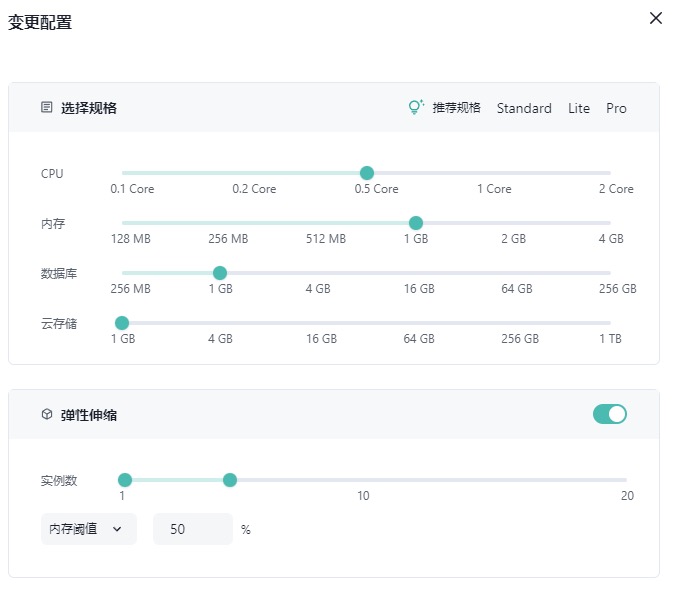 变更配置
选择规格 推荐规格 Standard Lite Pro
CPU
0.1 Core 0.2 Core 0.5 Core 1 Core 2 Core
内存
128 MB 256 MB 512 MB 1 GB 2 GB 4 GB
数据库
256 MB 1 GB 4 GB 16 GB 64 GB 256 GB
云存储
1 GB 4 GB 16 GB 64 GB 256 GB 1 TB
弹性伸缩
实例数
1 10 20
内存阈值 50 %